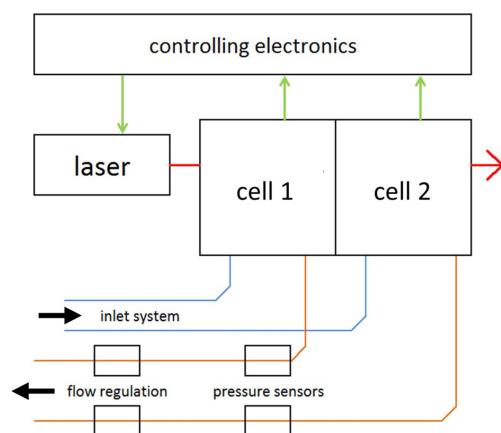 controlling electronics
laser
cell 1
cell 2
inlet system
flow regulation
pressure sensors